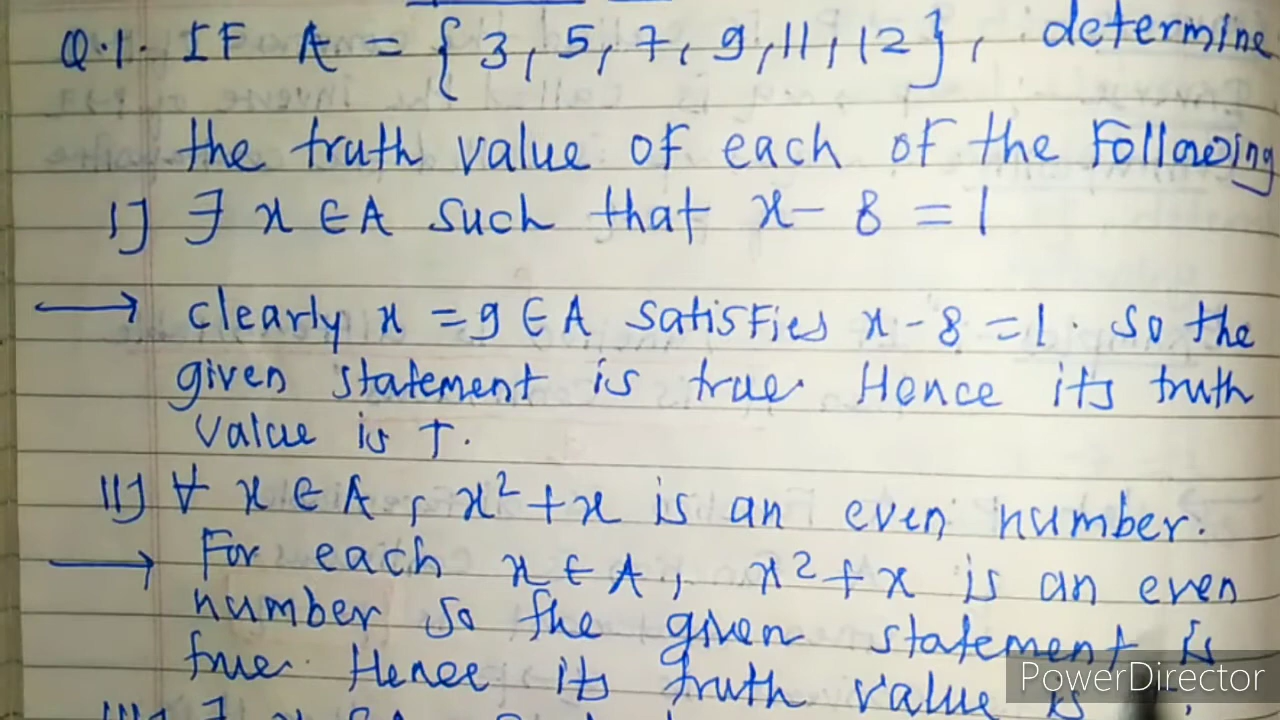 Q.1. IF A = {3, 5, 7, 9, 11, 12}, determine
the truth value of each of the Following
i] ∃ x ∈ A such that x - 8 = 1
→ clearly x = 9 ∈ A satisfies x - 8 = 1. so the
given statement is true. Hence its truth
value is T.
ii] ∀ x ∈ A, x² + x is an even number.
→ For each x ∈ A, x² + x is an even
number so the given statement is
true. Hence its truth value is
PowerDirector